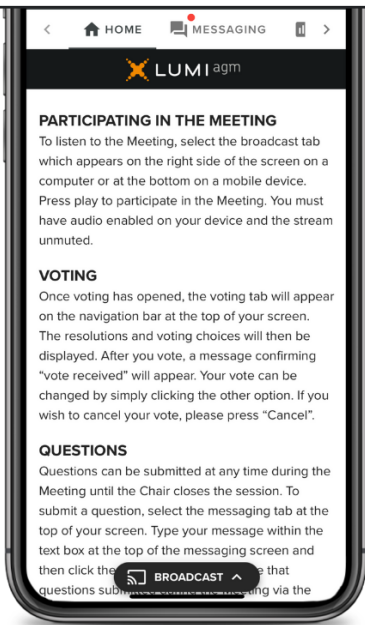 HOME MESSAGING
LUMI agm
PARTICIPATING IN THE MEETING
To listen to the Meeting, select the broadcast tab
which appears on the right side of the screen on a
computer or at the bottom on a mobile device.
Press play to participate in the Meeting. You must
have audio enabled on your device and the stream
unmuted.
VOTING
Once voting has opened, the voting tab will appear
on the navigation bar at the top of your screen.
The resolutions and voting choices will then be
displayed. After you vote, a message confirming
“vote received” will appear. Your vote can be
changed by simply clicking the other option. If you
wish to cancel your vote, please press “Cancel”.
QUESTIONS
Questions can be submitted at any time during the
Meeting until the Chair closes the session. To
submit a question, select the messaging tab at the
top of your screen. Type your message within the
text box at the top of the messaging screen and
then click the that
BROADCAST
questions the Meeting via the